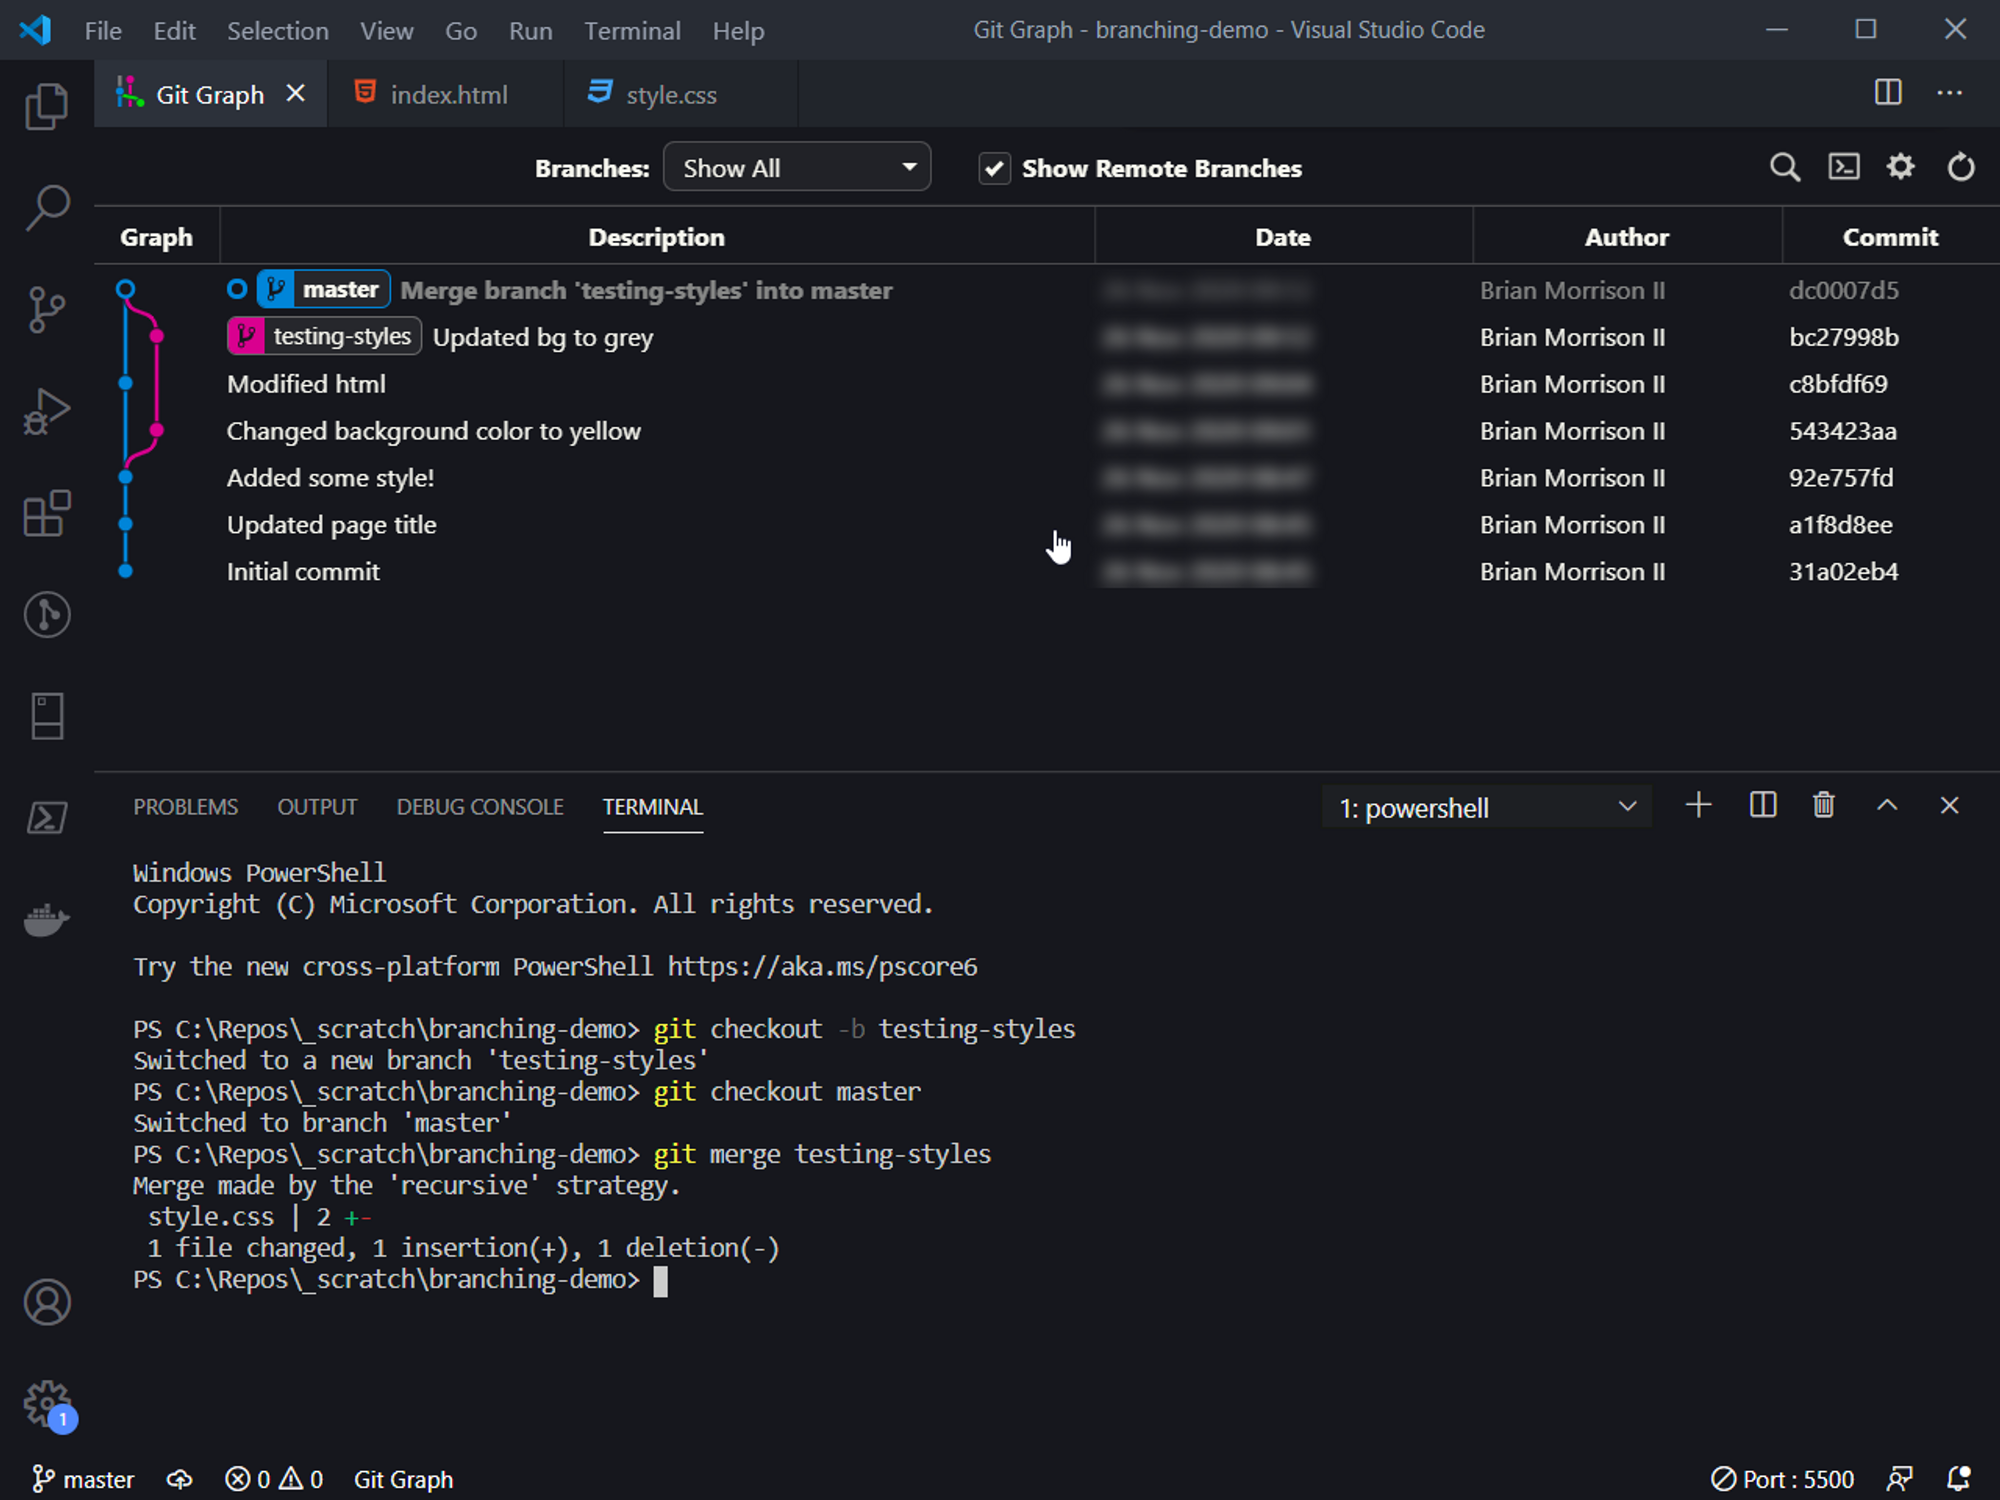 File Edit Selection View Go Run Terminal Help Git Graph - branching-demo - Visual Studio Code
Git Graph index.html style.css
Branches: Show All Show Remote Branches
Graph Description Date Author Commit
master Merge branch 'testing-styles' into master Brian Morrison II dc0007d5
testing-styles Updated bg to grey Brian Morrison II bc27998b
Modified html Brian Morrison II c8bfdf69
Changed background color to yellow Brian Morrison II 543423aa
Added some style! Brian Morrison II 92e757fd
Updated page title Brian Morrison II a1f8d8ee
Initial commit Brian Morrison II 31a02eb4
PROBLEMS OUTPUT DEBUG CONSOLE TERMINAL 1: powershell
Windows PowerShell
Copyright (C) Microsoft Corporation. All rights reserved.
Try the new cross-platform PowerShell https://aka.ms/pscore6
PS C:\Repos\_scratch\branching-demo> git checkout -b testing-styles
Switched to a new branch 'testing-styles'
PS C:\Repos\_scratch\branching-demo> git checkout master
Switched to branch 'master'
PS C:\Repos\_scratch\branching-demo> git merge testing-styles
Merge made by the 'recursive' strategy.
style.css | 2 +-
1 file changed, 1 insertion(+), 1 deletion(-)
PS C:\Repos\_scratch\branching-demo>
1
master 0 0 Git Graph Port : 5500